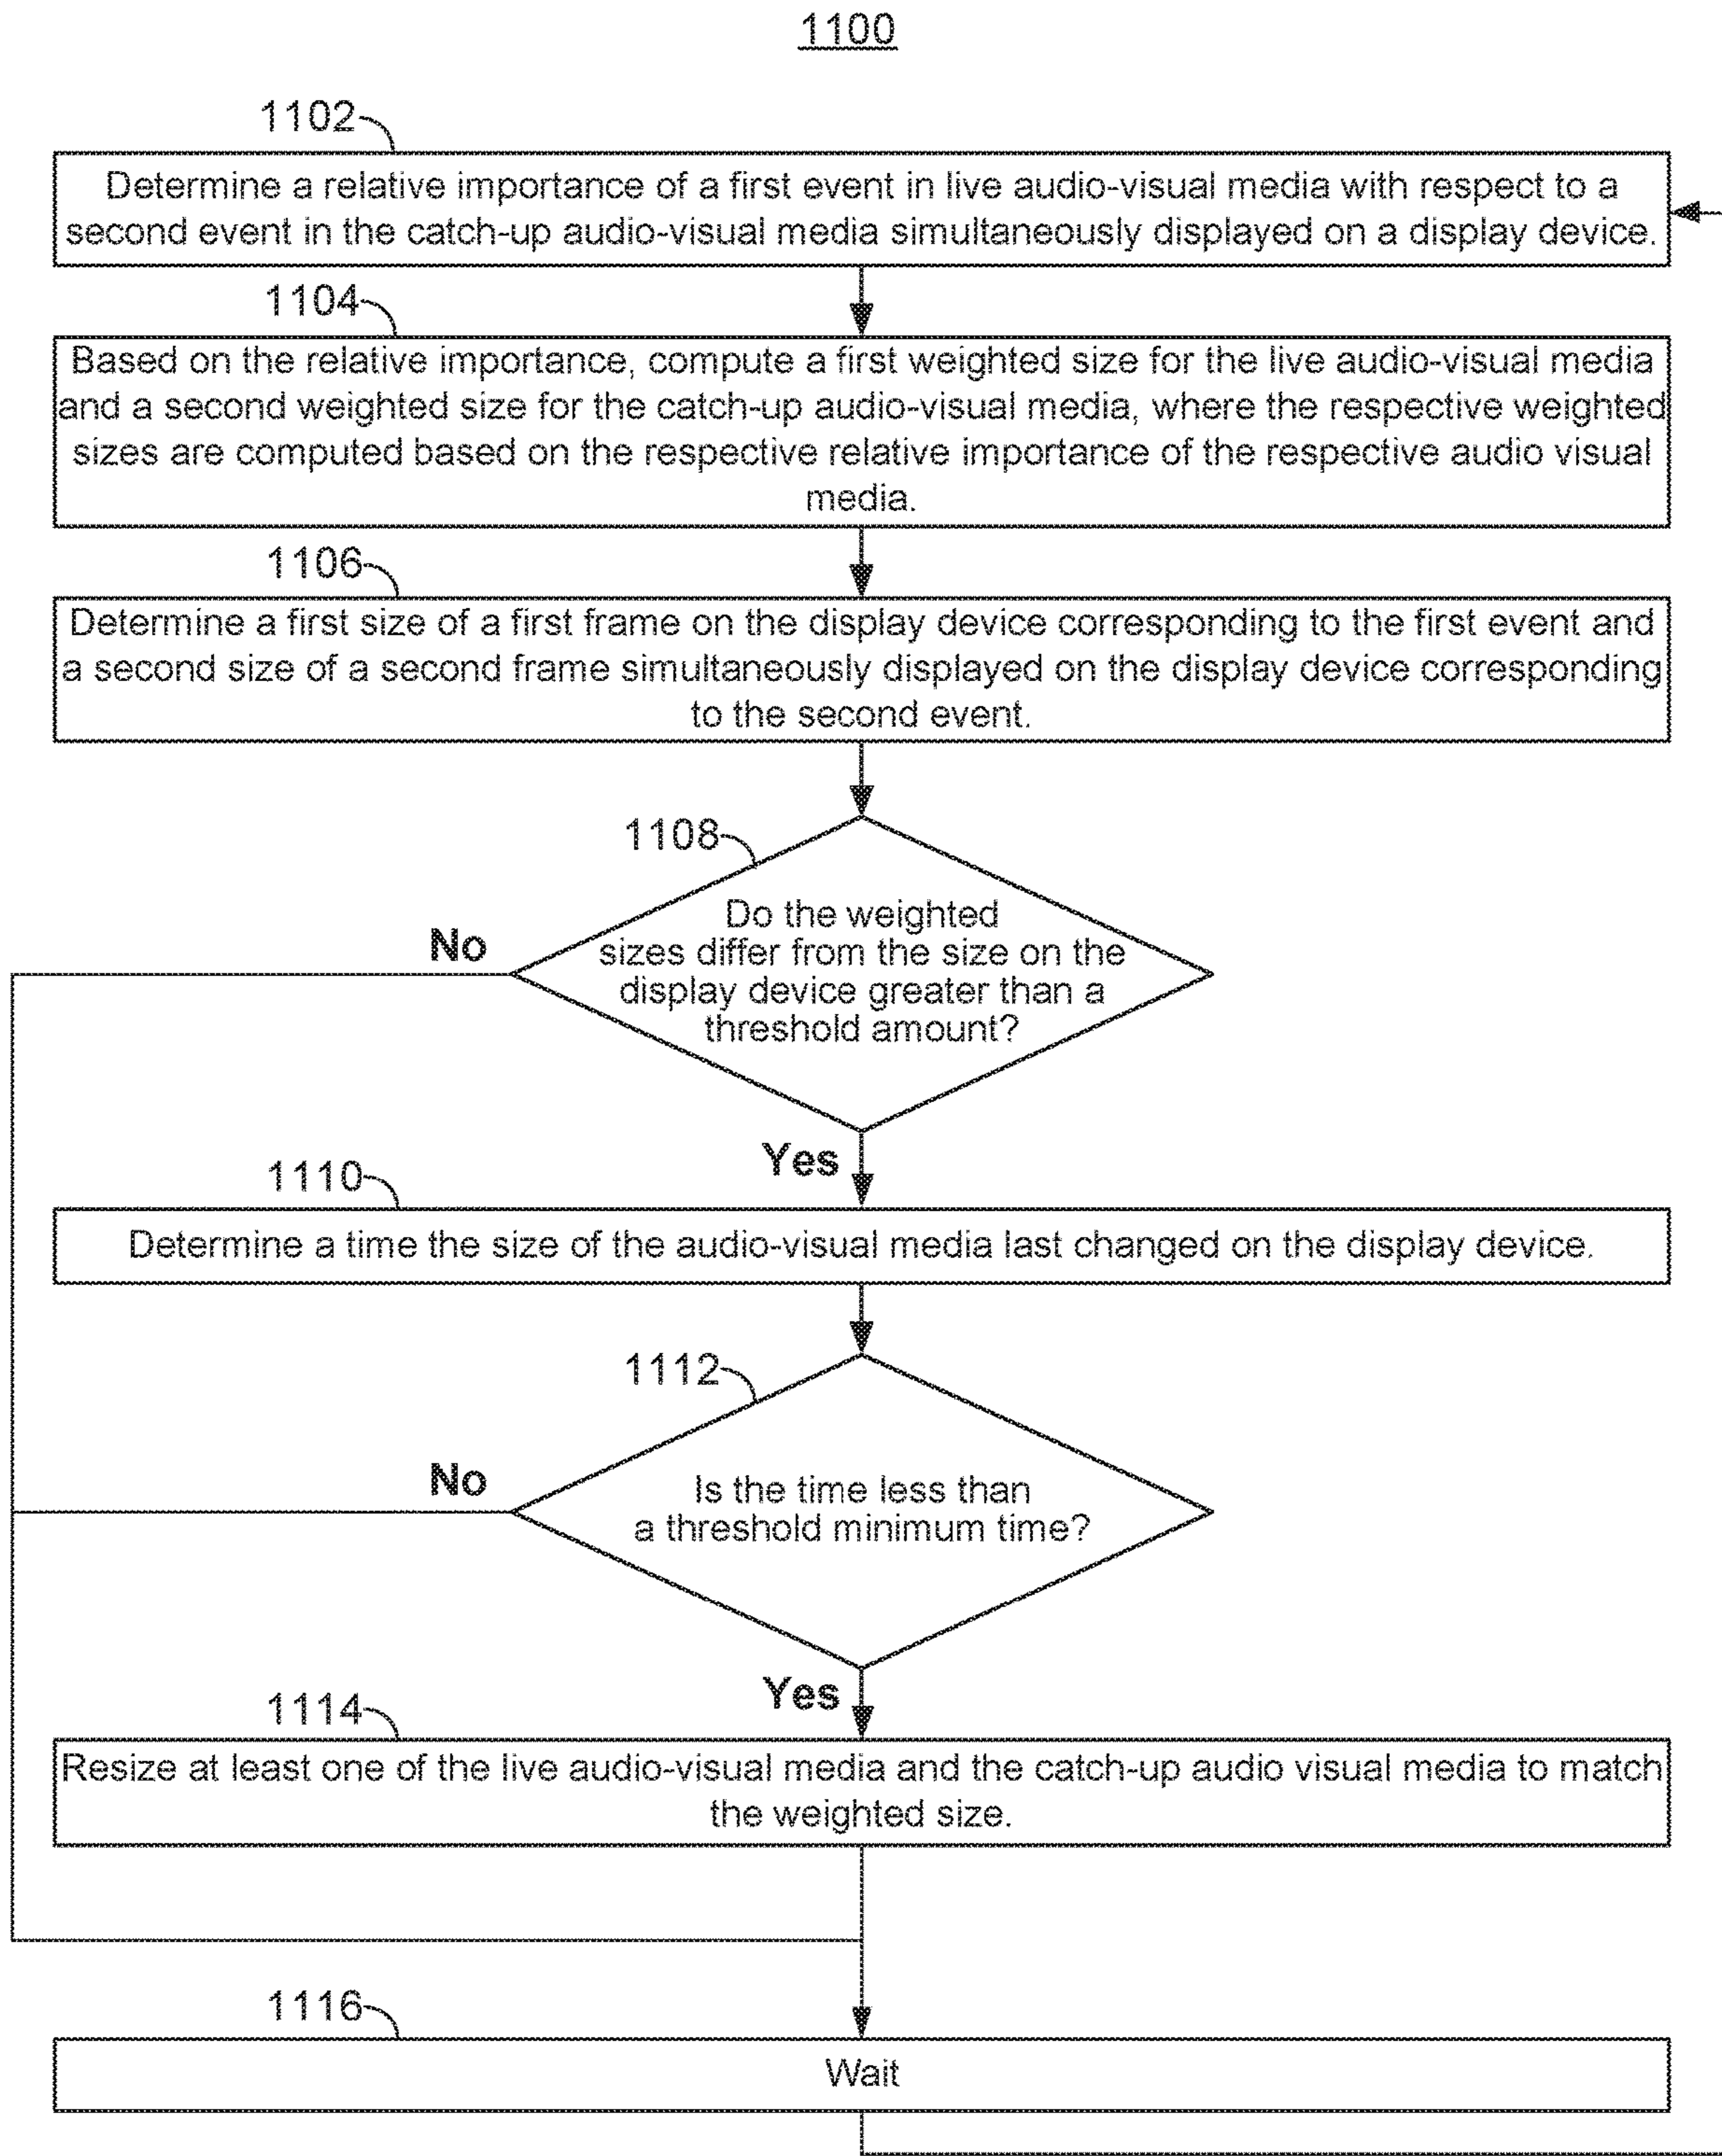 1100
1102
Determine a relative importance of a first event in live audio-visual media with respect to a
second event in the catch-up audio-visual media simultaneously displayed on a display device.
1104
Based on the relative importance, compute a first weighted size for the live audio-visual media
and a second weighted size for the catch-up audio-visual media, where the respective weighted
sizes are computed based on the respective relative importance of the respective audio visual
media.
1106
Determine a first size of a first frame on the display device corresponding to the first event and
a second size of a second frame simultaneously displayed on the display device corresponding
to the second event.
1108
Do the weighted
sizes differ from the size on the
display device greater than a
threshold amount?
No
Yes
1110
Determine a time the size of the audio-visual media last changed on the display device.
1112
Is the time less than
a threshold minimum time?
No
Yes
1114
Resize at least one of the live audio-visual media and the catch-up audio visual media to match
the weighted size.
1116
Wait